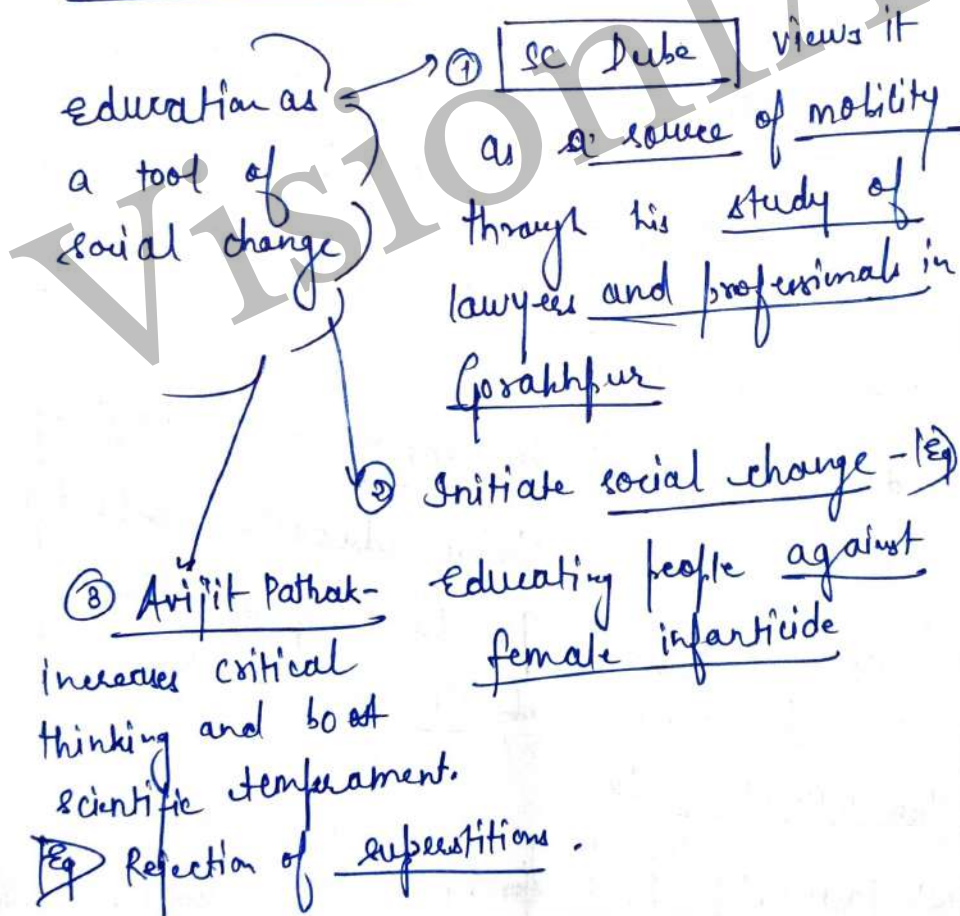 education as
a tool of
social change
① SC Dube views it
as a source of mobility
through his study of
lawyers and professionals in
Gorakhpur
② Initiate social change - Eg
Educating people against
female infanticide
③ Avijit Pathak-
increases critical
thinking and boost
scientific temperament.
Eg Rejection of superstitions.
VisionIA